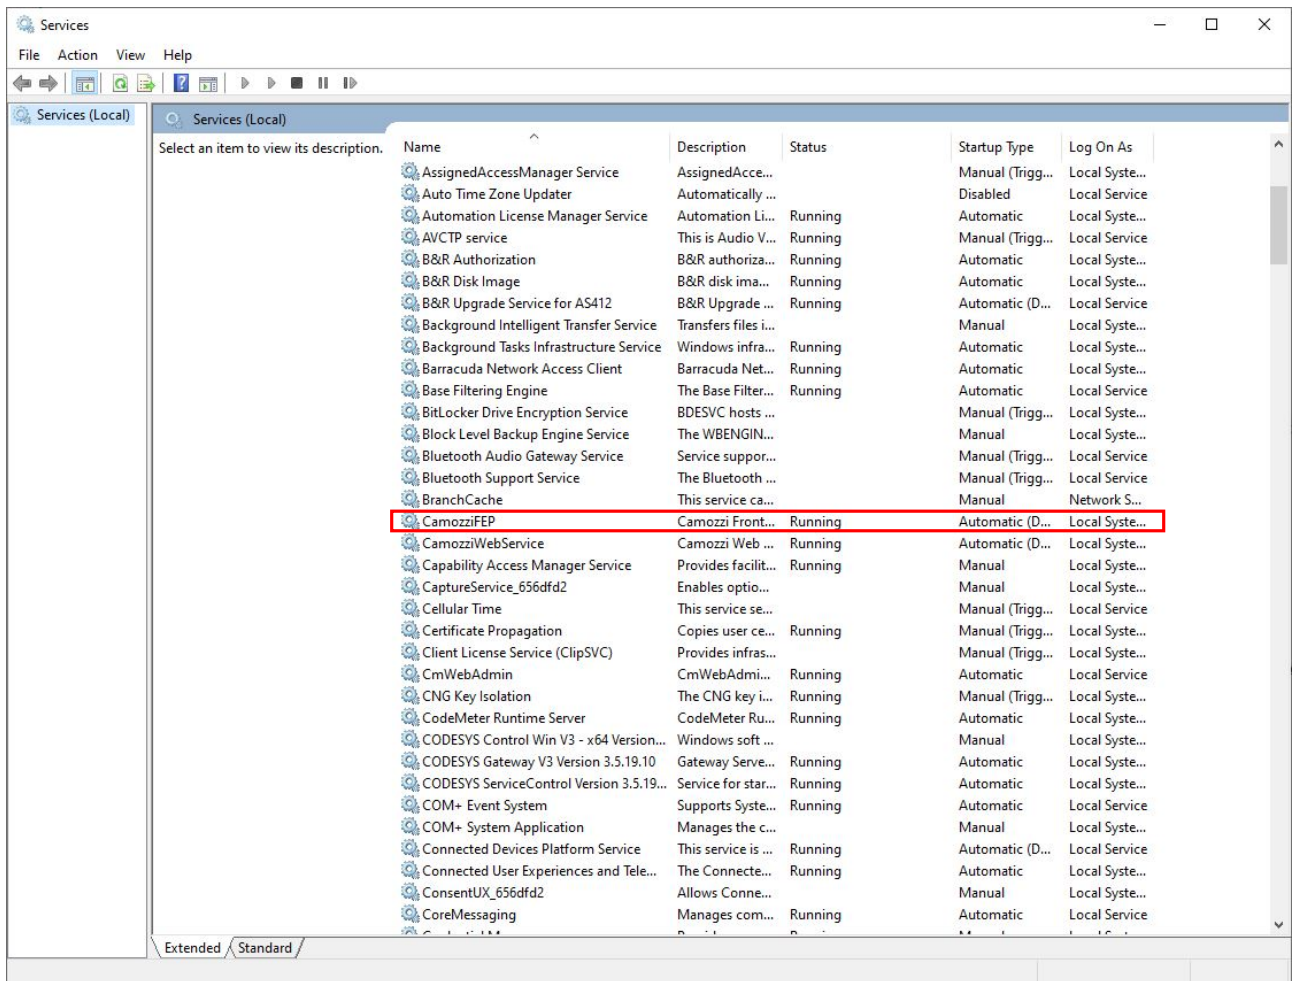 Services
File Action View Help
Services (Local)
Services (Local)
Select an item to view its description.
Name Description Status Startup Type Log On As
AssignedAccessManager Service AssignedAcce... Manual (Trigg... Local Syste...
Auto Time Zone Updater Automatically ... Disabled Local Service
Automation License Manager Service Automation Li... Running Automatic Local Syste...
AVCTP service This is Audio V... Running Manual (Trigg... Local Service
B&R Authorization B&R authoriza... Running Automatic Local Syste...
B&R Disk Image B&R disk ima... Running Automatic Local Syste...
B&R Upgrade Service for AS412 B&R Upgrade ... Running Automatic (D... Local Service
Background Intelligent Transfer Service Transfers files i... Manual Local Syste...
Background Tasks Infrastructure Service Windows infra... Running Automatic Local Syste...
Barracuda Network Access Client Barracuda Net... Running Automatic Local Syste...
Base Filtering Engine The Base Filter... Running Automatic Local Service
BitLocker Drive Encryption Service BDESVC hosts ... Manual (Trigg... Local Syste...
Block Level Backup Engine Service The WBENGIN... Manual Local Syste...
Bluetooth Audio Gateway Service Service suppor... Manual (Trigg... Local Service
Bluetooth Support Service The Bluetooth ... Manual (Trigg... Local Service
BranchCache This service ca... Manual Network S...
CamozziFEP Camozzi Front... Running Automatic (D... Local Syste...
CamozziWebService Camozzi Web ... Running Automatic (D... Local Syste...
Capability Access Manager Service Provides facilit... Running Manual Local Syste...
CaptureService_656dfd2 Enables optio... Manual Local Syste...
Cellular Time This service se... Manual (Trigg... Local Service
Certificate Propagation Copies user ce... Running Manual (Trigg... Local Syste...
Client License Service (ClipSVC) Provides infras... Manual (Trigg... Local Syste...
CmWebAdmin CmWebAdmi... Running Automatic Local Service
CNG Key Isolation The CNG key i... Running Manual (Trigg... Local Syste...
CodeMeter Runtime Server CodeMeter Ru... Running Automatic Local Syste...
CODESYS Control Win V3 - x64 Version... Windows soft ... Manual Local Syste...
CODESYS Gateway V3 Version 3.5.19.10 Gateway Serve... Running Automatic Local Syste...
CODESYS ServiceControl Version 3.5.19... Service for star... Running Automatic Local Syste...
COM+ Event System Supports Syste... Running Automatic Local Service
COM+ System Application Manages the c... Manual Local Syste...
Connected Devices Platform Service This service is ... Running Automatic (D... Local Service
Connected User Experiences and Tele... The Connecte... Running Automatic Local Syste...
ConsentUX_656dfd2 Allows Conne... Manual Local Syste...
CoreMessaging Manages com... Running Automatic Local Service
Extended Standard